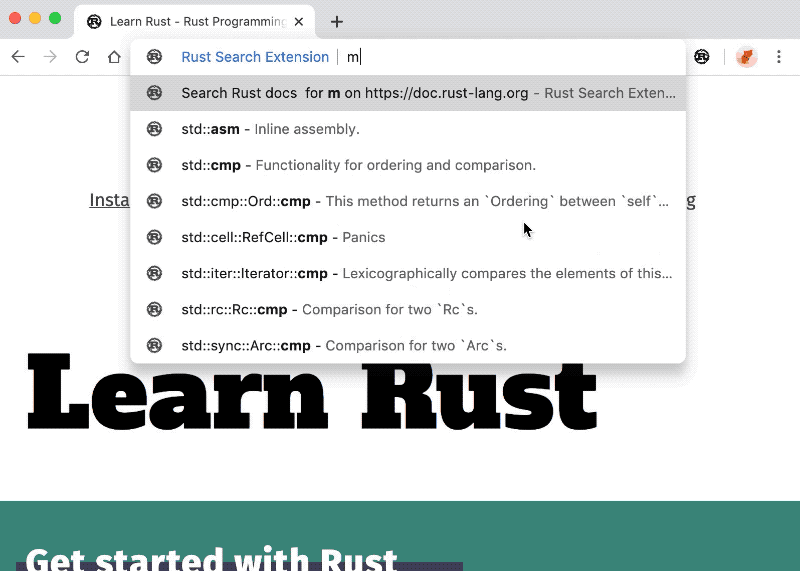 Learn Rust - Rust Programming
Rust Search Extension | m
Search Rust docs for m on https://doc.rust-lang.org - Rust Search Exten...
std::asm - Inline assembly.
std::cmp - Functionality for ordering and comparison.
std::cmp::Ord::cmp - This method returns an `Ordering` between `self`...
std::cell::RefCell::cmp - Panics
std::iter::Iterator::cmp - Lexicographically compares the elements of this...
std::rc::Rc::cmp - Comparison for two `Rc`s.
std::sync::Arc::cmp - Comparison for two `Arc`s.
Insta
g
Learn Rust
Get started with Rust